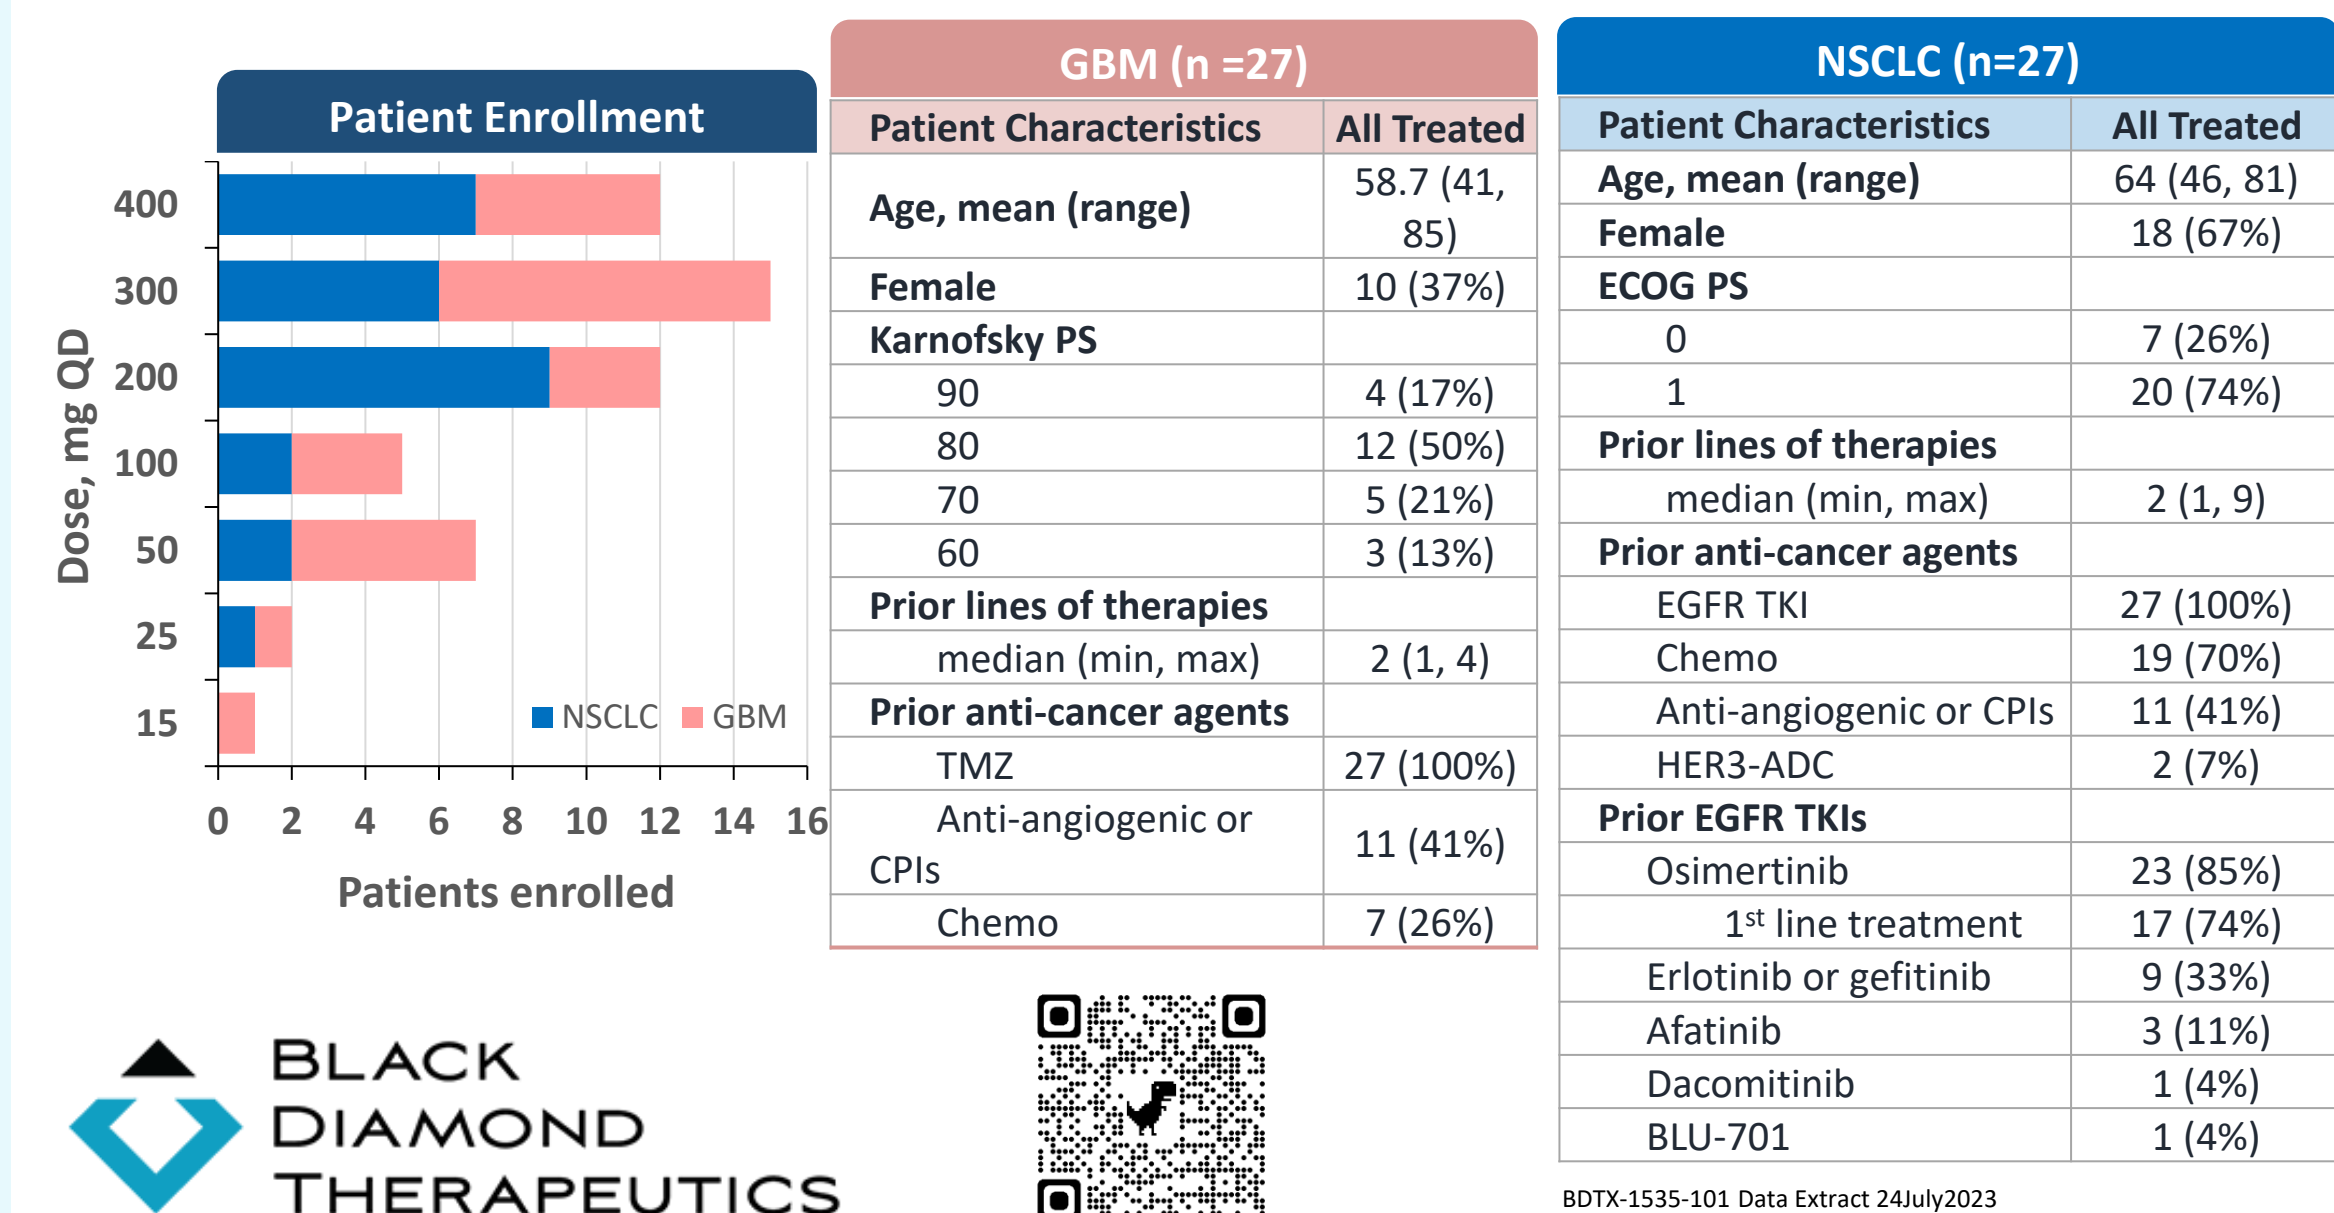 Patient Enrollment
Dose, mg QD
400
300
200
100
50
25
15
NSCLC GBM
0 2 4 6 8 10 12 14 16
Patients enrolled
GBM (n =27)
Patient Characteristics All Treated
Age, mean (range) 58.7 (41,
85)
Female 10 (37%)
Karnofsky PS
90 4 (17%)
80 12 (50%)
70 5 (21%)
60 3 (13%)
Prior lines of therapies
median (min, max) 2 (1, 4)
Prior anti-cancer agents
TMZ 27 (100%)
Anti-angiogenic or
CPIs 11 (41%)
Chemo 7 (26%)
NSCLC (n=27)
Patient Characteristics All Treated
Age, mean (range) 64 (46, 81)
Female 18 (67%)
ECOG PS
0 7 (26%)
1 20 (74%)
Prior lines of therapies
median (min, max) 2 (1, 9)
Prior anti-cancer agents
EGFR TKI 27 (100%)
Chemo 19 (70%)
Anti-angiogenic or CPIs 11 (41%)
HER3-ADC 2 (7%)
Prior EGFR TKIs
Osimertinib 23 (85%)
1st line treatment 17 (74%)
Erlotinib or gefitinib 9 (33%)
Afatinib 3 (11%)
Dacomitinib 1 (4%)
BLU-701 1 (4%)
BDTX-1535-101 Data Extract 24July2023
BLACK
DIAMOND
THERAPEUTICS